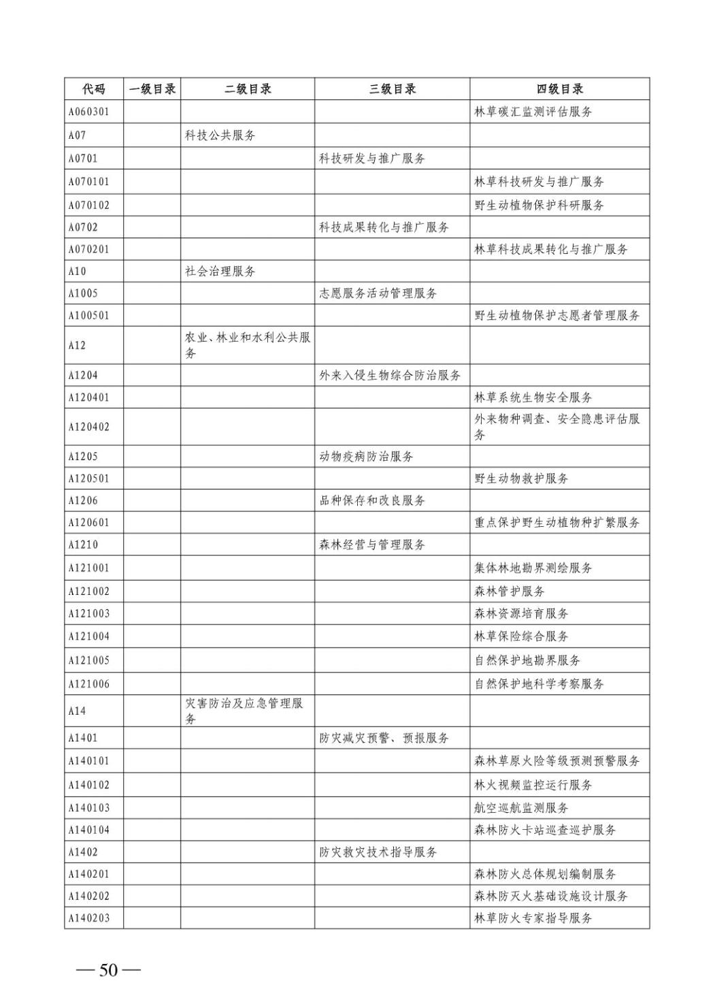 代码 一级目录 二级目录 三级目录 四级目录
A060301 林草碳汇监测评估服务
A07 科技公共服务
A0701 科技研发与推广服务
A070101 林草科技研发与推广服务
A070102 野生动植物保护科研服务
A0702 科技成果转化与推广服务
A070201 林草科技成果转化与推广服务
A10 社会治理服务
A1005 志愿服务活动管理服务
A100501 野生动植物保护志愿者管理服务
A12 农业、林业和水利公共服
务
A1204 外来入侵生物综合防治服务
A120401 林草系统生物安全服务
A120402 外来物种调查、安全隐患评估服
务
A1205 动物疫病防治服务
A120501 野生动物救护服务
A1206 品种保存和改良服务
A120601 重点保护野生动植物种扩繁服务
A1210 森林经营与管理服务
A121001 集体林地勘界测绘服务
A121002 森林管护服务
A121003 森林资源培育服务
A121004 林草保险综合服务
A121005 自然保护地勘界服务
A121006 自然保护地科学考察服务
A14 灾害防治及应急管理服
务
A1401 防灾减灾预警、预报服务
A140101 森林草原火险等级预测预警服务
A140102 林火视频监控运行服务
A140103 航空巡航监测服务
A140104 森林防火卡站巡查巡护服务
A1402 防灾救灾技术指导服务
A140201 森林防火总体规划编制服务
A140202 森林防灭火基础设施设计服务
A140203 林草防火专家指导服务
— 50 —